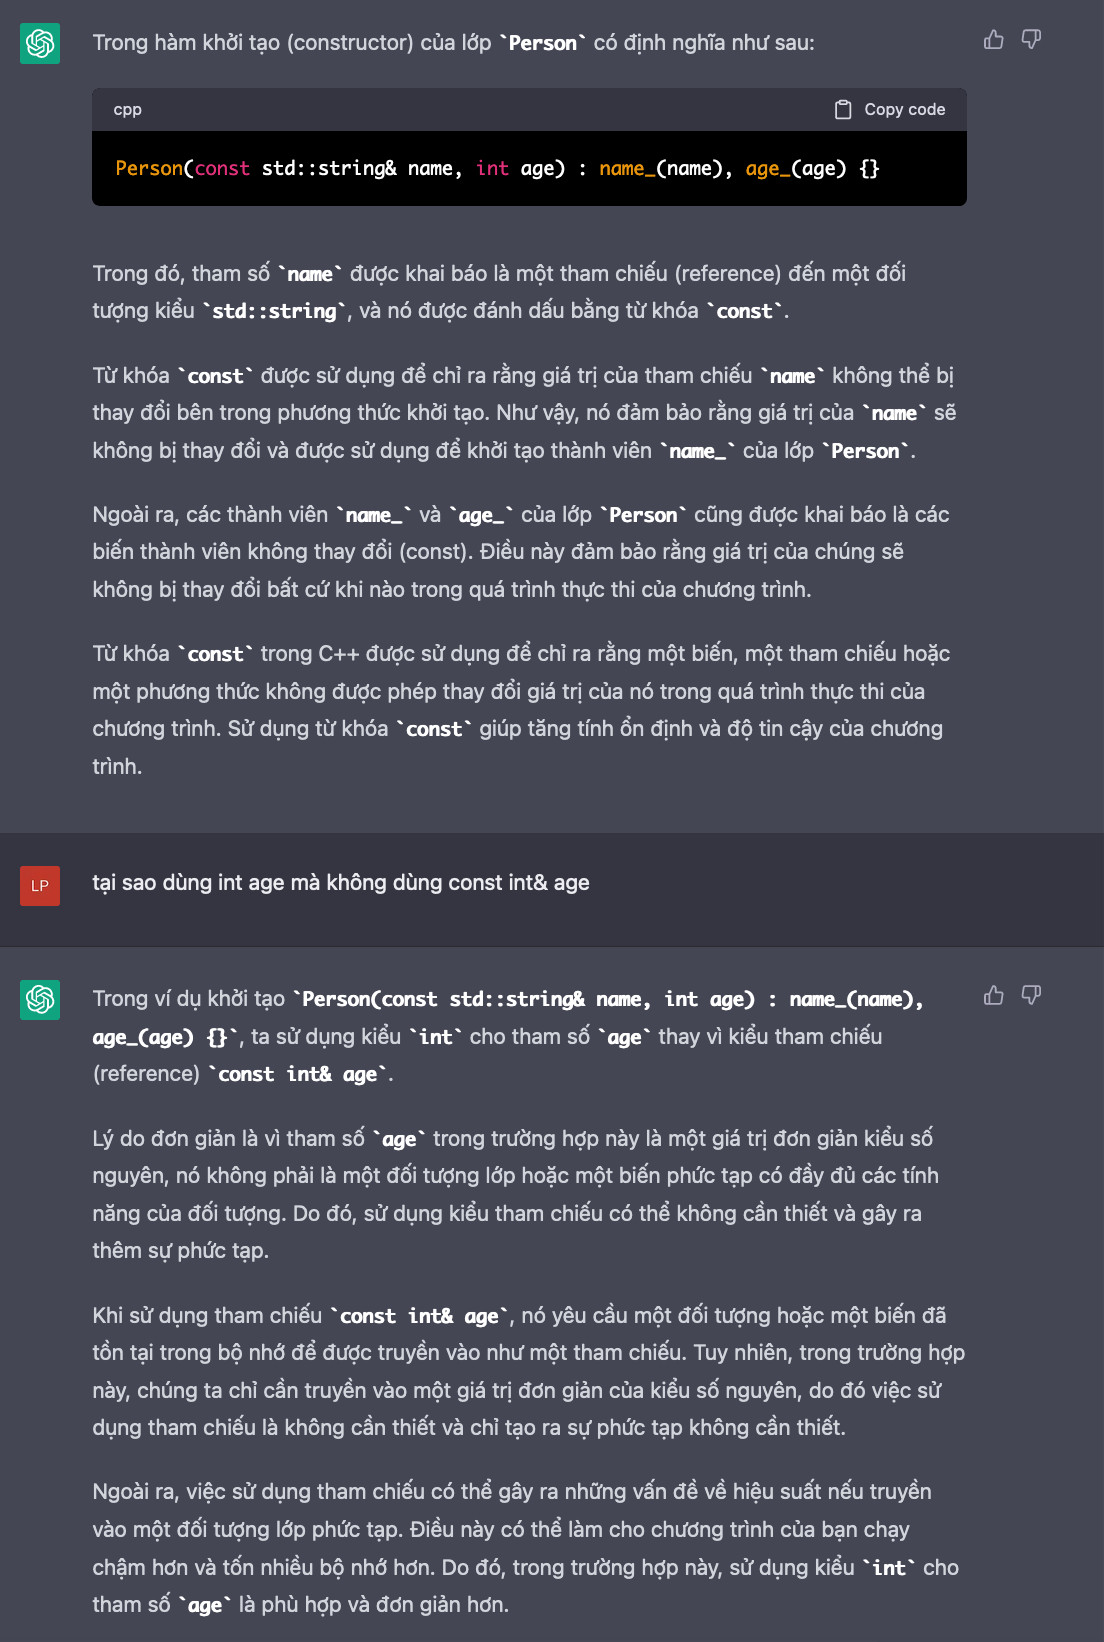 Trong hàm khởi tạo (constructor) của lớp `Person` có định nghĩa như sau:
cpp
Copy code
Person(const std::string& name, int age) : name_(name), age_(age) {}
Trong đó, tham số `name` được khai báo là một tham chiếu (reference) đến một đối
tượng kiểu `std::string`, và nó được đánh dấu bằng từ khóa `const`.
Từ khóa `const` được sử dụng để chỉ ra rằng giá trị của tham chiếu `name` không thể bị
thay đổi bên trong phương thức khởi tạo. Như vậy, nó đảm bảo rằng giá trị của `name` sẽ
không bị thay đổi và được sử dụng để khởi tạo thành viên `name_` của lớp `Person`.
Ngoài ra, các thành viên `name_` và `age_` của lớp `Person` cũng được khai báo là các
biến thành viên không thay đổi (const). Điều này đảm bảo rằng giá trị của chúng sẽ
không bị thay đổi bất cứ khi nào trong quá trình thực thi của chương trình.
Từ khóa `const` trong C++ được sử dụng để chỉ ra rằng một biến, một tham chiếu hoặc
một phương thức không được phép thay đổi giá trị của nó trong quá trình thực thi của
chương trình. Sử dụng từ khóa `const` giúp tăng tính ổn định và độ tin cậy của chương
trình.
LP
tại sao dùng int age mà không dùng const int& age
Trong ví dụ khởi tạo `Person(const std::string& name, int age) : name_(name),
age_(age) {}`, ta sử dụng kiểu `int` cho tham số `age` thay vì kiểu tham chiếu
(reference) `const int& age`.
Lý do đơn giản là vì tham số `age` trong trường hợp này là một giá trị đơn giản kiểu số
nguyên, nó không phải là một đối tượng lớp hoặc một biến phức tạp có đầy đủ các tính
năng của đối tượng. Do đó, sử dụng kiểu tham chiếu có thể không cần thiết và gây ra
thêm sự phức tạp.
Khi sử dụng tham chiếu `const int& age`, nó yêu cầu một đối tượng hoặc một biến đã
tồn tại trong bộ nhớ để được truyền vào như một tham chiếu. Tuy nhiên, trong trường hợp
này, chúng ta chỉ cần truyền vào một giá trị đơn giản của kiểu số nguyên, do đó việc sử
dụng tham chiếu là không cần thiết và chỉ tạo ra sự phức tạp không cần thiết.
Ngoài ra, việc sử dụng tham chiếu có thể gây ra những vấn đề về hiệu suất nếu truyền
vào một đối tượng lớp phức tạp. Điều này có thể làm cho chương trình của bạn chạy
chậm hơn và tốn nhiều bộ nhớ hơn. Do đó, trong trường hợp này, sử dụng kiểu `int` cho
tham số `age` là phù hợp và đơn giản hơn.